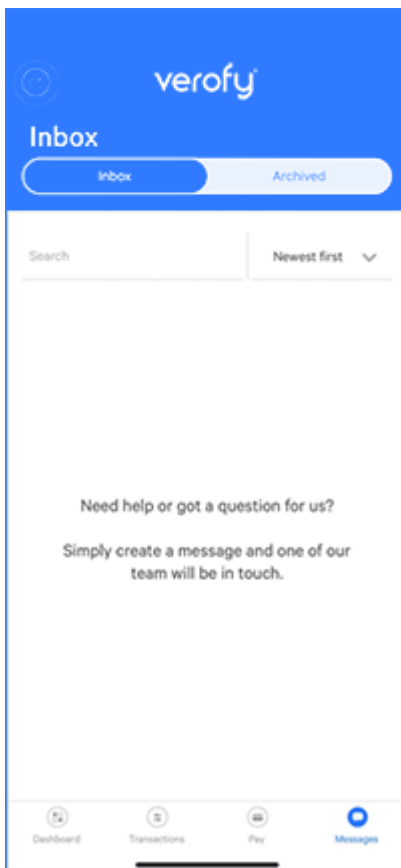 verofy
Inbox
Inbox Archived
Search Newest first
Need help or got a question for us?
Simply create a message and one of our
team will be in touch.
Dashboard Transactions Pay Messages